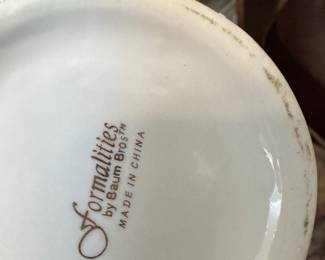 Formalities
by Baum Bros™
MADE IN CHINA